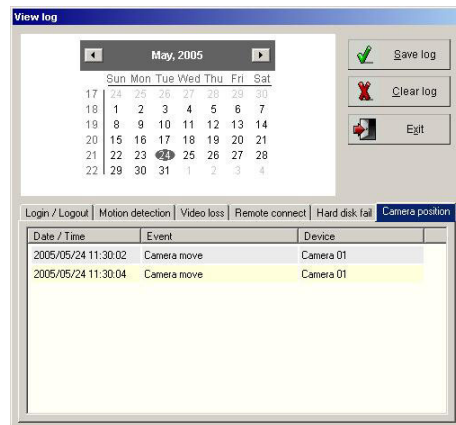 View log
May, 2005
Sun Mon Tue Wed Thu Fri Sat
17 24 25 26 27 28 29 30
18 1 2 3 4 5 6 7
19 8 9 10 11 12 13 14
20 15 16 17 18 19 20 21
21 22 23 24 25 26 27 28
22 29 30 31 1 2 3 4
Save log
Clear log
Exit
Login / Logout Motion detection Video loss Remote connect Hard disk fail Camera position
Date / Time Event Device
2005/05/24 11:30:02 Camera move Camera 01
2005/05/24 11:30:04 Camera move Camera 01